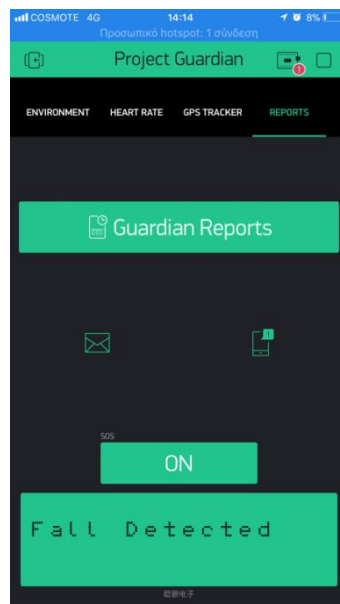 COSMOTE 4G 14:14 8%
Προσωπικό hotspot: 1 σύνδεση
Project Guardian
1
ENVIRONMENT HEART RATE GPS TRACKER REPORTS
Guardian Reports
1
SOS
ON
Fall Detected